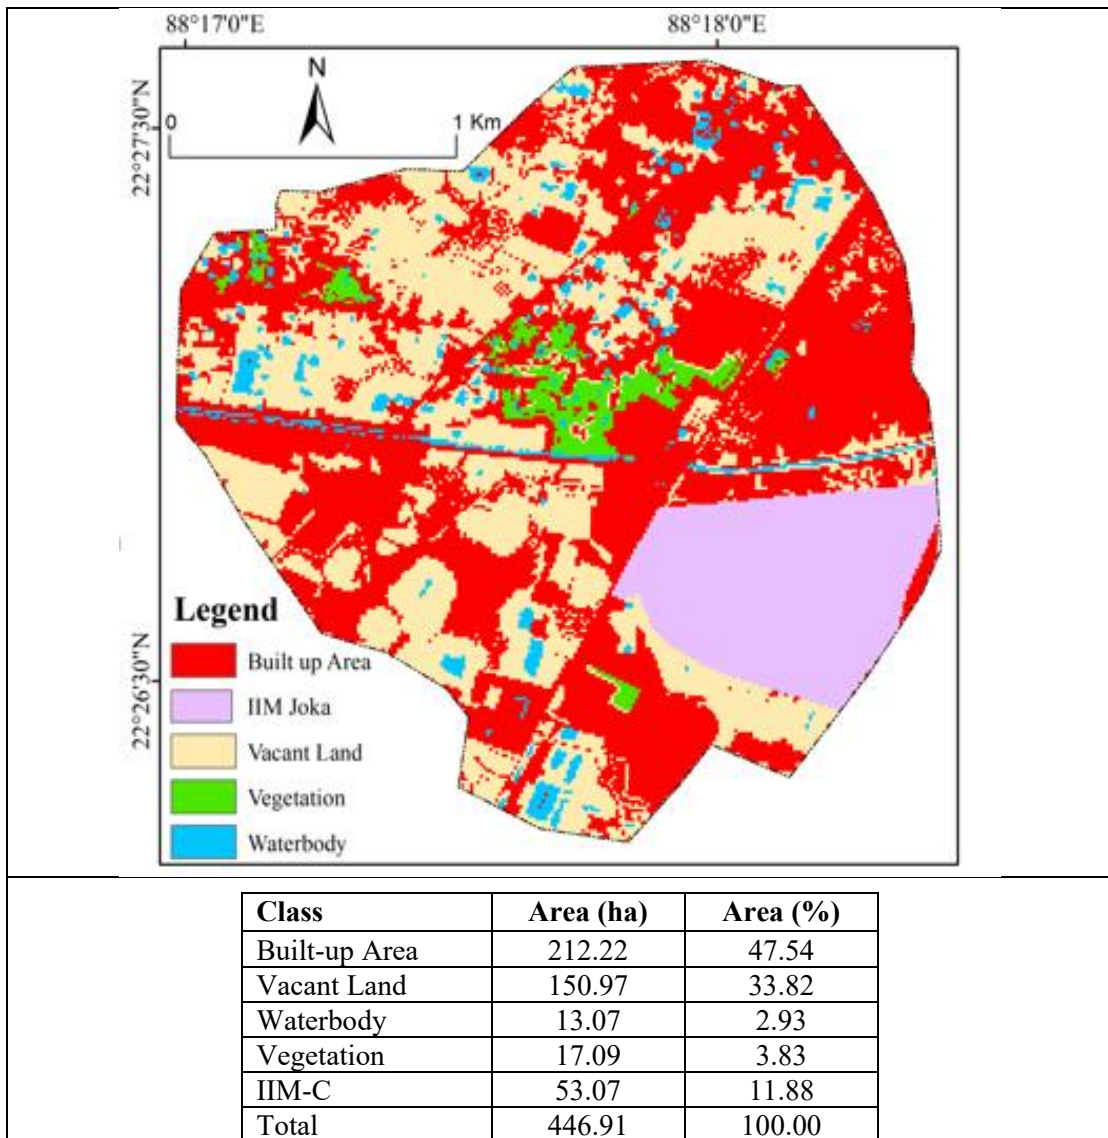 88°17'0"E 88°18'0"E
N
0 1 Km
22°27'30"N
22°26'30"N
Legend
Built up Area
IIM Joka
Vacant Land
Vegetation
Waterbody
Class Area (ha) Area (%)
Built-up Area 212.22 47.54
Vacant Land 150.97 33.82
Waterbody 13.07 2.93
Vegetation 17.09 3.83
IIM-C 53.07 11.88
Total 446.91 100.00